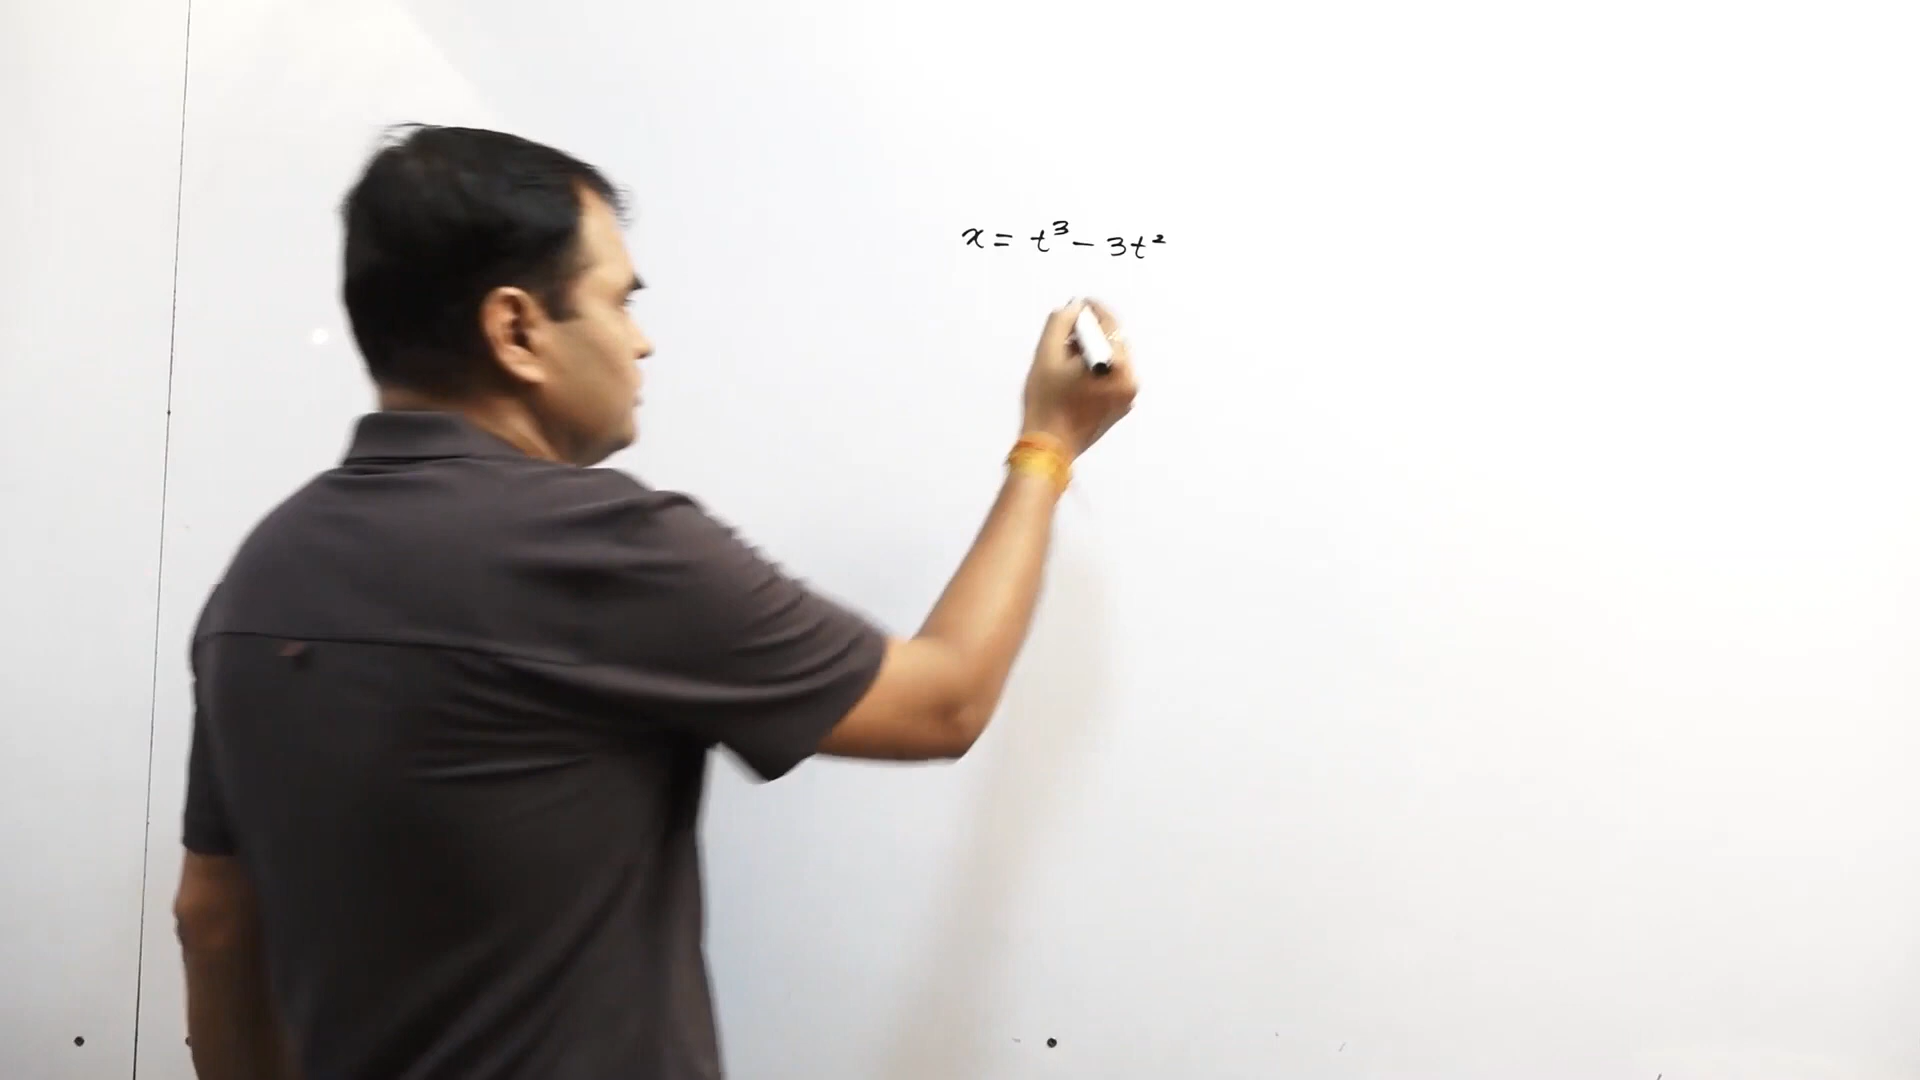 x = t³ - 3t²